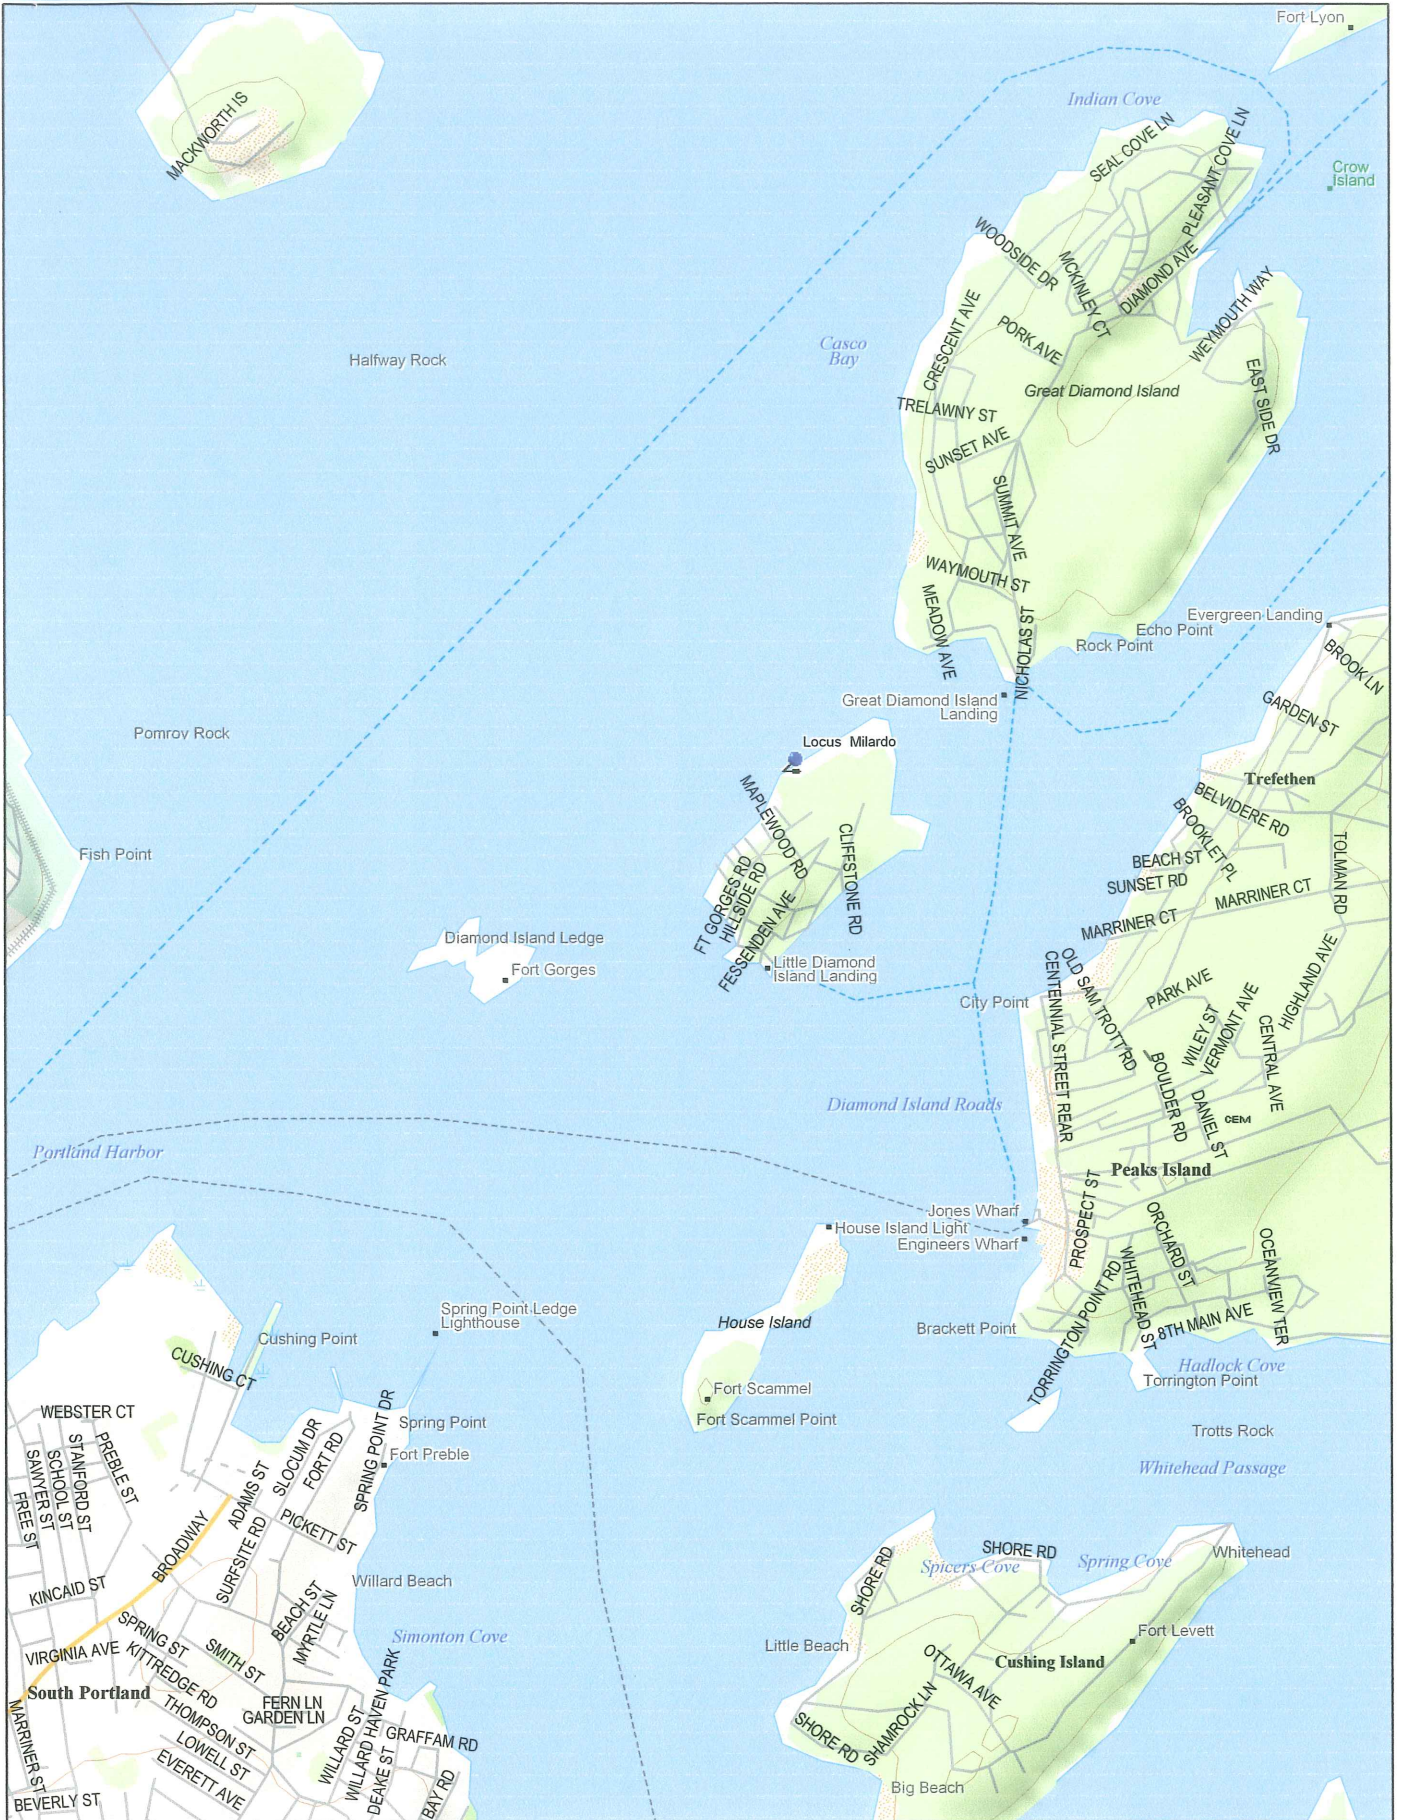 Fort Lyon
Indian Cove
MACKWORTH IS
SEAL COVE LN
PLEASANT COVE LN
Crow
Island
WOODSIDE DR
MCKINLEY CT
DIAMOND AVE
WEYMOUTH WAY
CRESCENT AVE
PORK AVE
Casco
Bay
Halfway Rock
Great Diamond Island
EAST SIDE DR
TRELAWNY ST
SUNSET AVE
SUMMIT AVE
WAYMOUTH ST
MEADOW AVE
NICHOLAS ST
Evergreen Landing
Echo Point
Rock Point
BROOK LN
Great Diamond Island
Landing
GARDEN ST
Pomroy Rock
Locus Milardo
Trefethen
MAPLEWOOD RD
BELVIDERE RD
BROOKLET PL
CLIFFSTONE RD
TOLMAN RD
Fish Point
BEACH ST
SUNSET RD
MARRINER CT
FT GORGES RD
HILLSIDE RD
FESSENDEN AVE
MARRINER CT
Diamond Island Ledge
Fort Gorges
Little Diamond
Island Landing
OLD SAM TROTT RD
CENTENNIAL STREET REAR
HIGHLAND AVE
PARK AVE
City Point
WILEY ST
VERMONT AVE
CENTRAL AVE
BOULDER RD
DANIEL ST
CEM
Diamond Island Roads
Portland Harbor
Peaks Island
PROSPECT ST
Jones Wharf
House Island Light
Engineers Wharf
ORCHARD ST
OCEANVIEW TER
WHITEHEAD ST
TORRINGTON POINT RD
8TH MAIN AVE
Spring Point Ledge
Lighthouse
House Island
Brackett Point
Cushing Point
CUSHING CT
Hadlock Cove
Torrington Point
Fort Scammel
Fort Scammel Point
WEBSTER CT
SPRING POINT DR
Spring Point
SLOCUM DR
FORT RD
Trotts Rock
Fort Preble
Whitehead Passage
PREBLE ST
STANFORD ST
SCHOOL ST
SAWYER ST
FREE ST
ADAMS ST
PICKETT ST
BROADWAY
SURFSITE RD
SHORE RD
SHORE RD
Spicers Cove
Spring Cove
Whitehead
KINCAID ST
Willard Beach
BEACH ST
MYRTLE LN
SPRING ST
Simonton Cove
Little Beach
Fort Levett
VIRGINIA AVE
KITTREDGE RD
SMITH ST
OTTAWA AVE
Cushing Island
South Portland
FERN LN
GARDEN LN
MARRINER ST
THOMPSON ST
WILLARD ST
WILLARD HAVEN PARK
GRAFFAM RD
SHORE RD
SHAMROCK LN
LOWELL ST
EVERETT AVE
DEAKE ST
BAY RD
Big Beach
BEVERLY ST